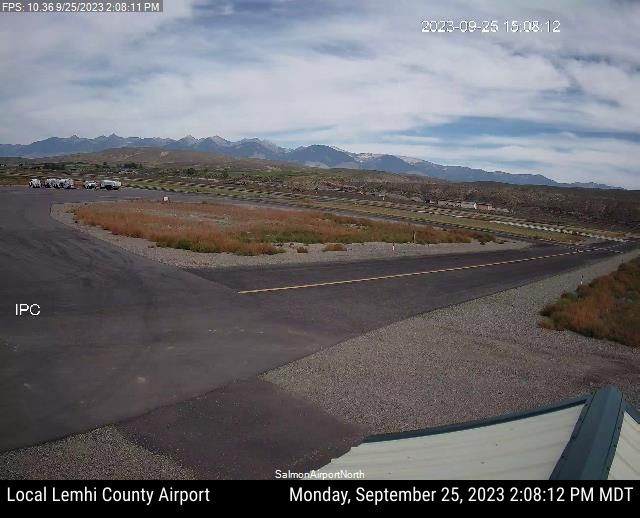 FPS: 10.36 9/25/2023 2:08:11 PM
2023-09-25 15:08:12
IPC
SalmonAirportNorth
Local Lemhi County Airport
Monday, September 25, 2023 2:08:12 PM MDT